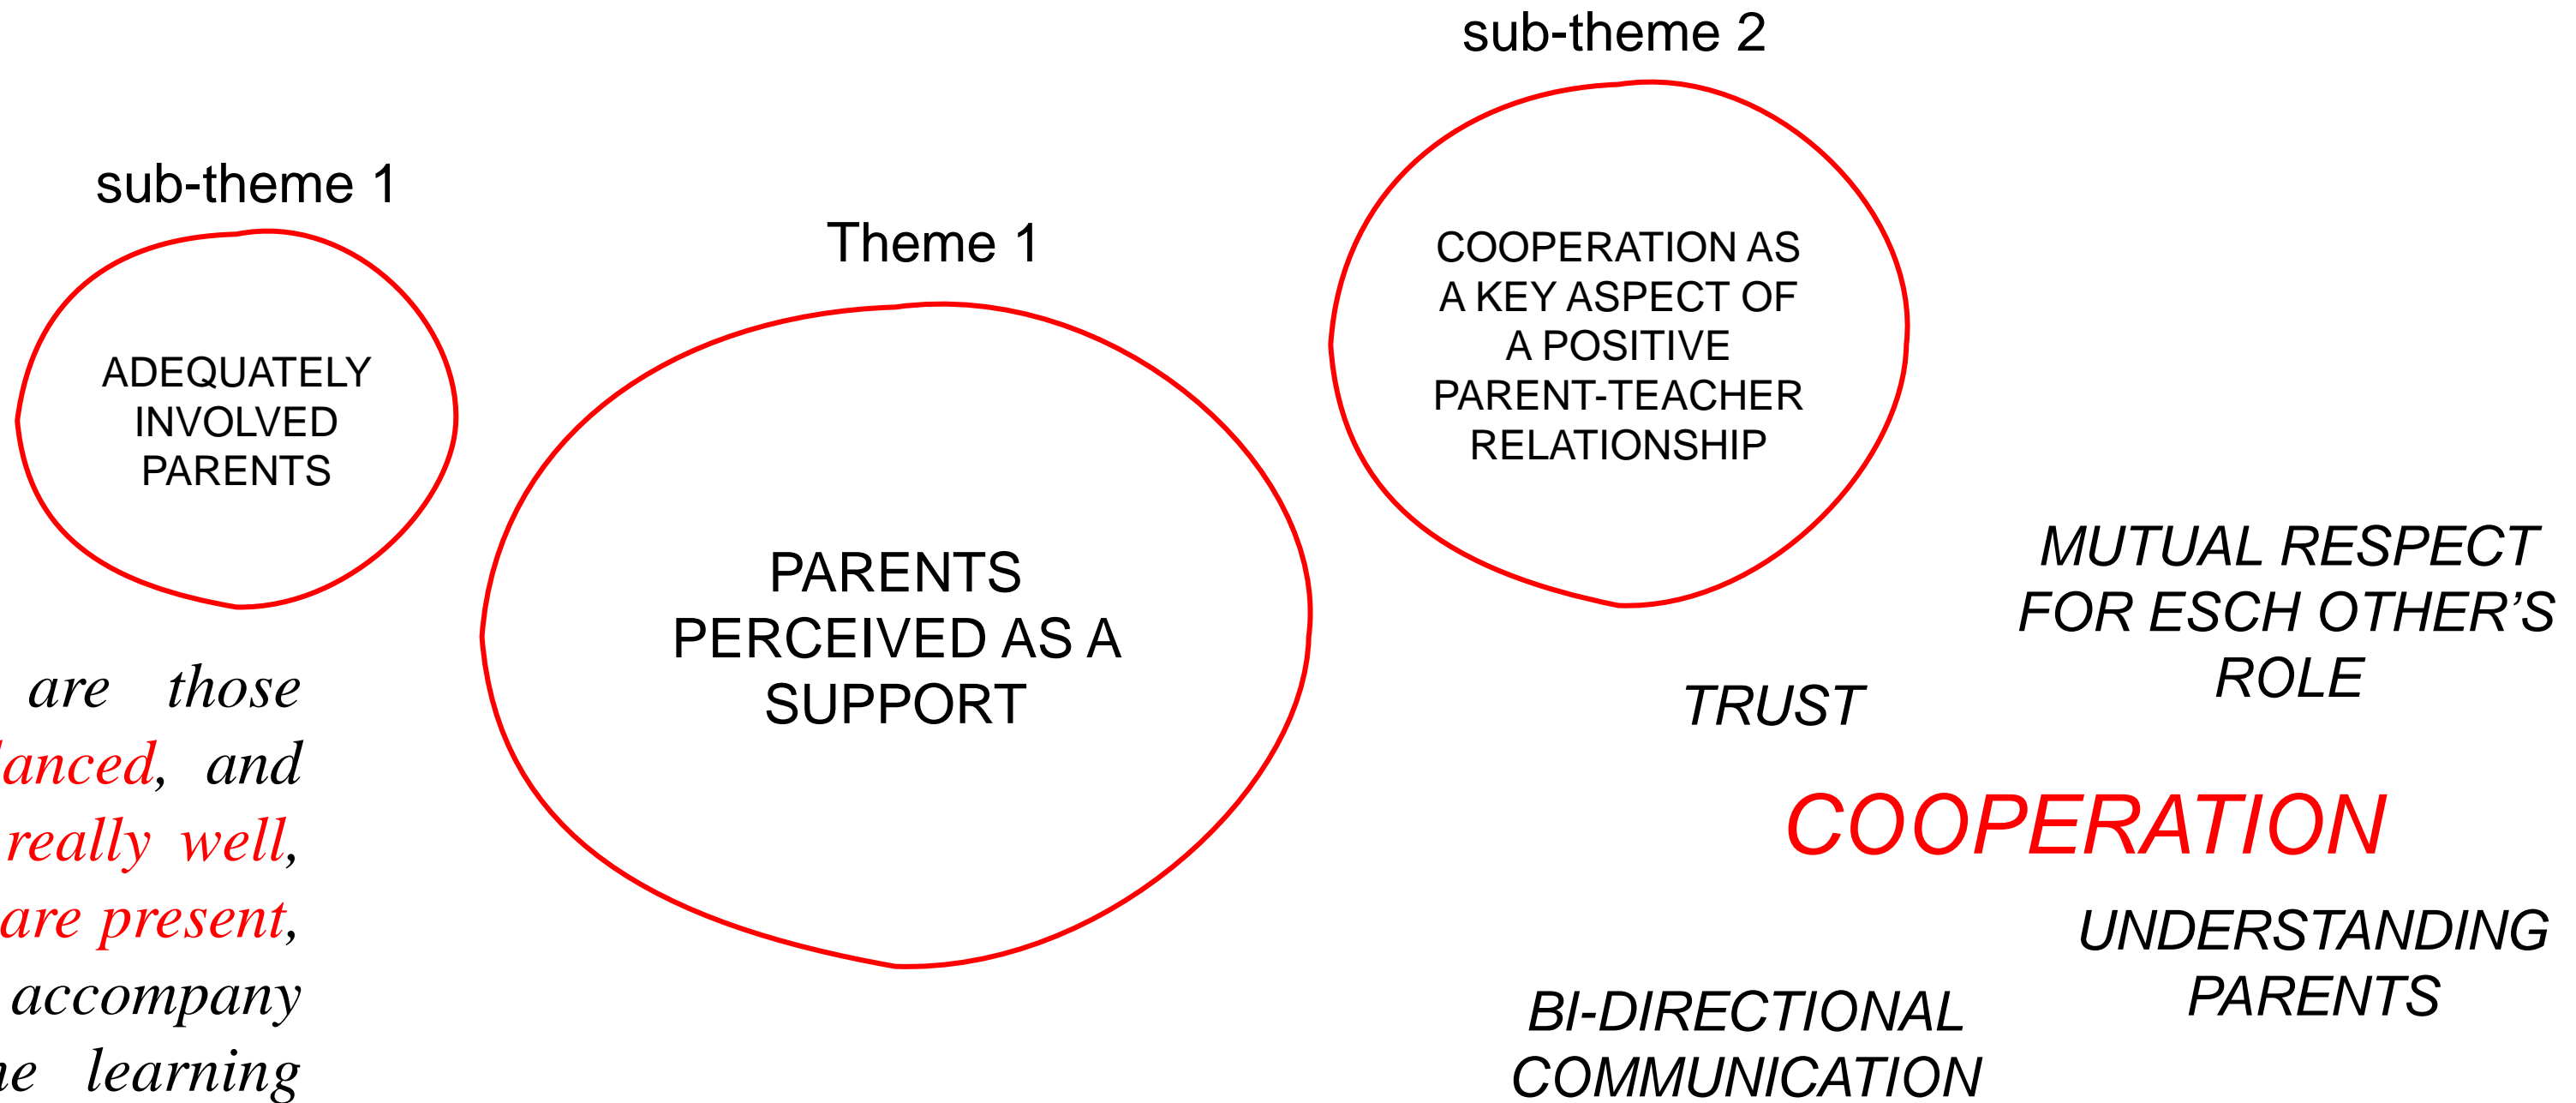 sub-theme 1
ADEQUATELY
INVOLVED
PARENTS
are those
anced, and
really well,
are present,
accompany
learning
Theme 1
PARENTS
PERCEIVED AS A
SUPPORT
sub-theme 2
COOPERATION AS
A KEY ASPECT OF
A POSITIVE
PARENT-TEACHER
RELATIONSHIP
MUTUAL RESPECT
FOR ESCH OTHER’S
ROLE
TRUST
COOPERATION
UNDERSTANDING
PARENTS
BI-DIRECTIONAL
COMMUNICATION